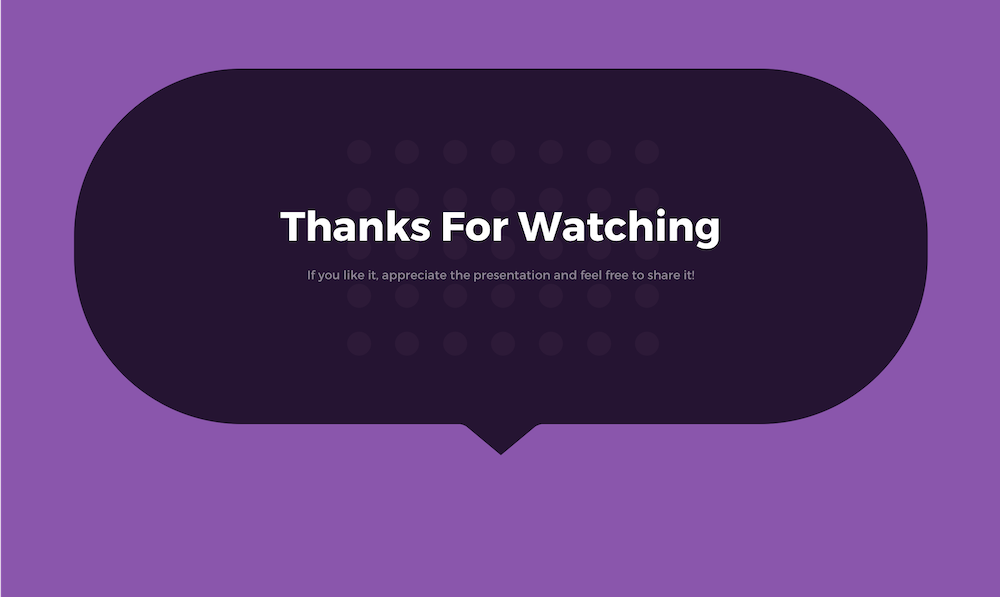 Thanks For Watching
If you like it, appreciate the presentation and feel free to share it!